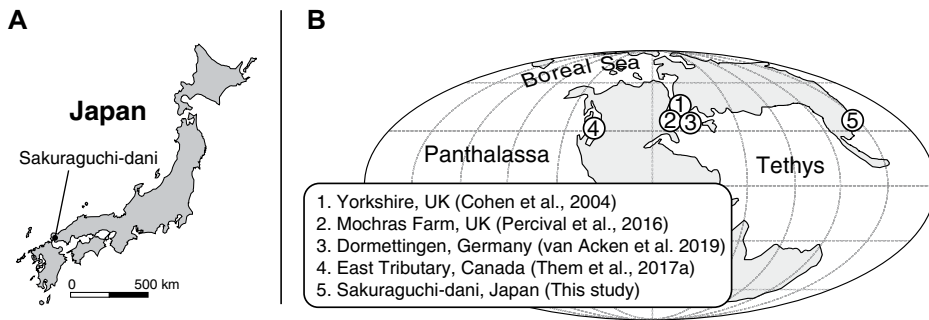 A
Japan
Sakuraguchi-dani
0 500 km
B
Boreal Sea
1
2
3
4
5
Panthalassa
Tethys
1. Yorkshire, UK (Cohen et al., 2004)
2. Mochras Farm, UK (Percival et al., 2016)
3. Dormettingen, Germany (van Acken et al. 2019)
4. East Tributary, Canada (Them et al., 2017a)
5. Sakuraguchi-dani, Japan (This study)